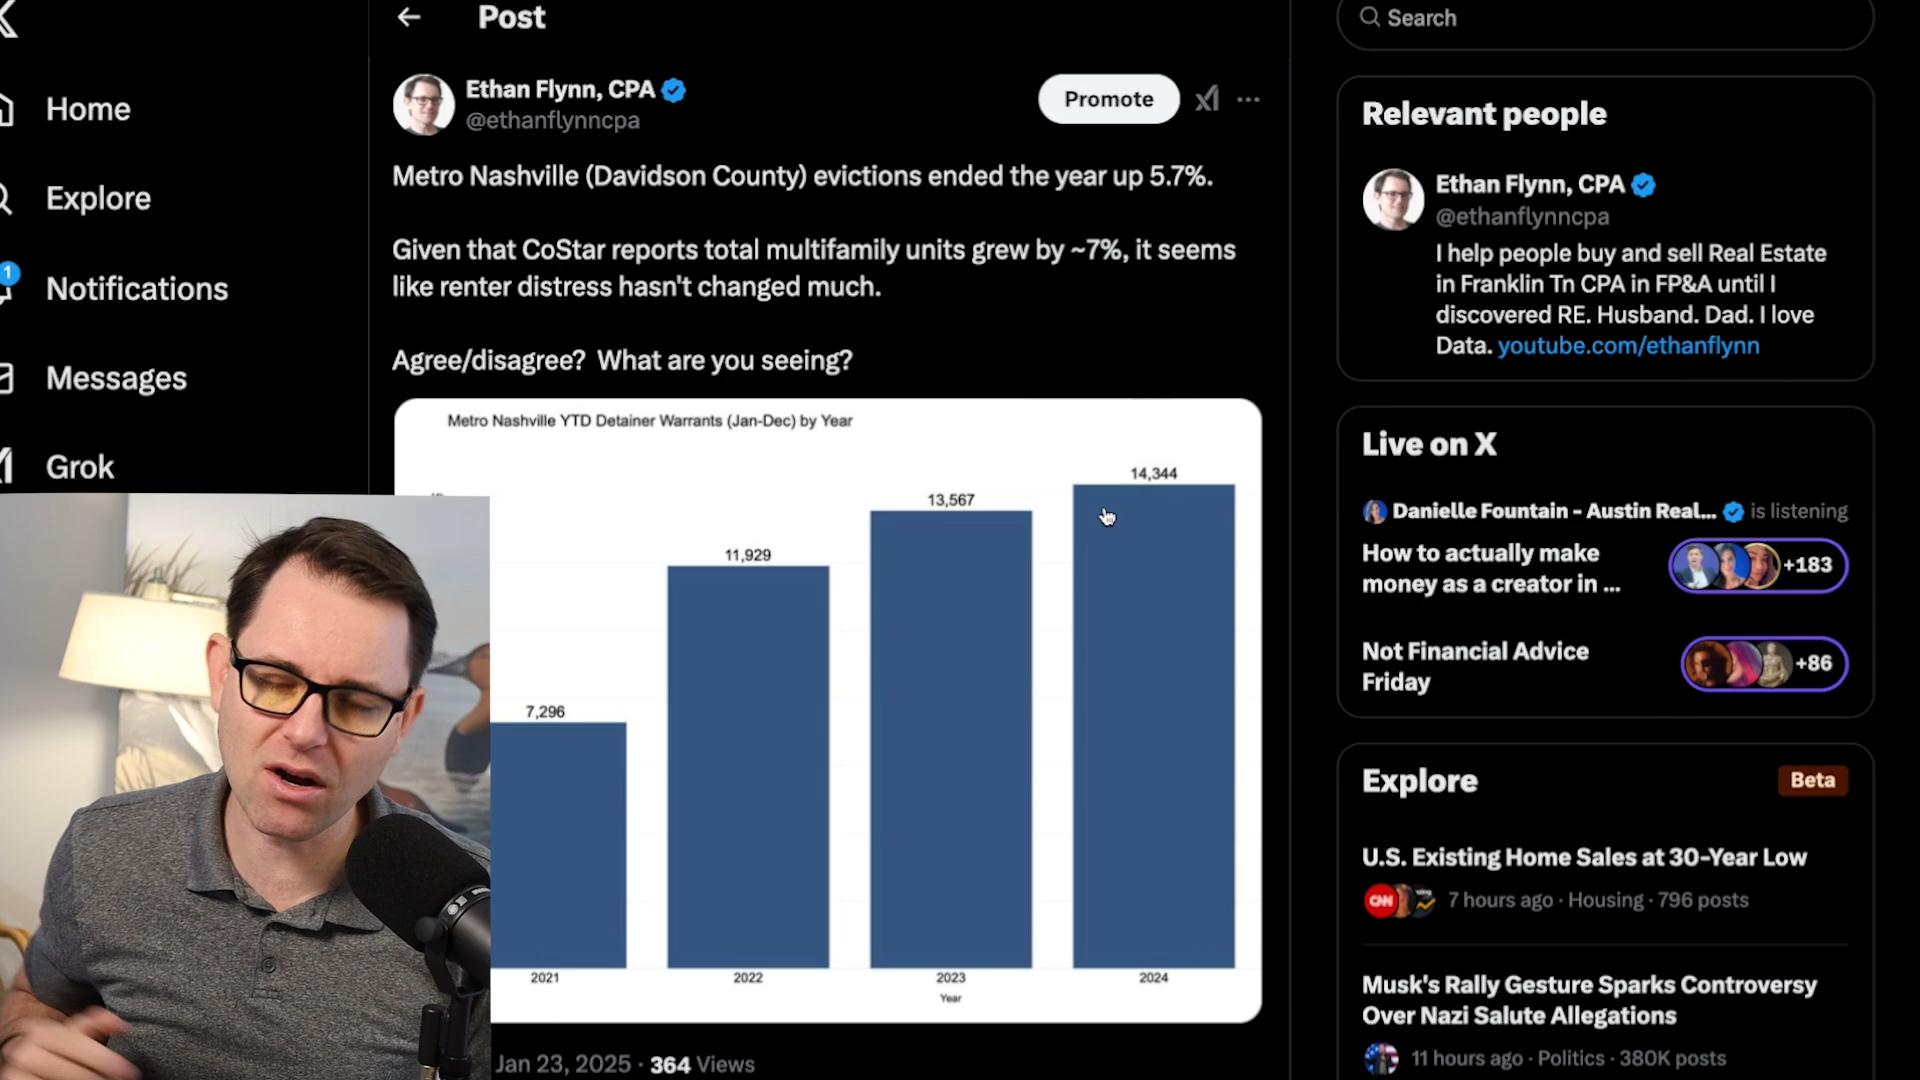 Post
Search
Home
Explore
1
Notifications
Messages
Grok
Ethan Flynn, CPA
@ethanflynncpa
Promote
Metro Nashville (Davidson County) evictions ended the year up 5.7%.
Given that CoStar reports total multifamily units grew by ~7%, it seems
like renter distress hasn't changed much.
Agree/disagree? What are you seeing?
Metro Nashville YTD Detainer Warrants (Jan-Dec) by Year
7,296
11,929
13,567
14,344
2021
2022
2023
2024
Year
Jan 23, 2025 · 364 Views
Relevant people
Ethan Flynn, CPA
@ethanflynncpa
I help people buy and sell Real Estate
in Franklin Tn CPA in FP&A until I
discovered RE. Husband. Dad. I love
Data. youtube.com/ethanflynn
Live on X
Danielle Fountain - Austin Real... is listening
How to actually make
money as a creator in ...
+183
Not Financial Advice
Friday
+86
Explore
Beta
U.S. Existing Home Sales at 30-Year Low
CNN
7 hours ago · Housing · 796 posts
Musk's Rally Gesture Sparks Controversy
Over Nazi Salute Allegations
11 hours ago · Politics · 380K posts